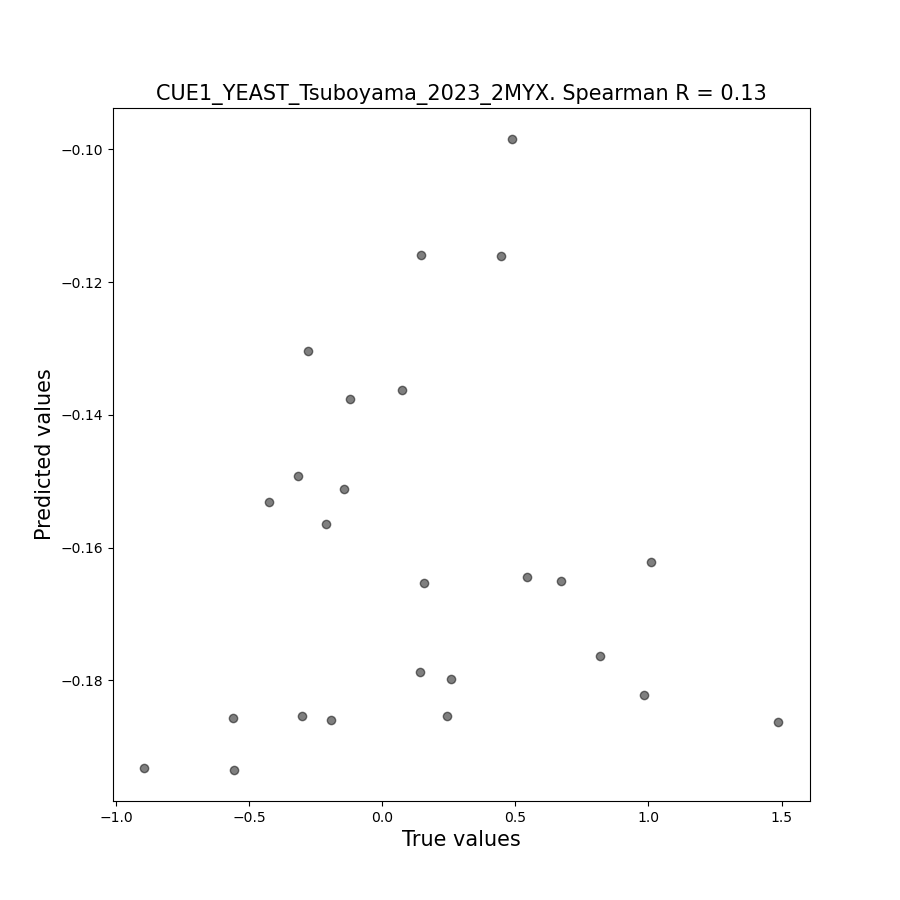 CUE1_YEAST_Tsuboyama_2023_2MYX. Spearman R = 0.13
−0.10
−0.12
−0.14
−0.16
−0.18
Predicted values
−1.0 −0.5 0.0 0.5 1.0 1.5
True values